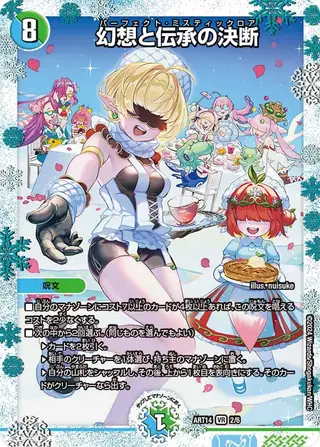 8
パーフェクト・ミスティックロア
幻想と伝承の決断
呪文
illus. nuisuke
■自分のマナゾーンにコスト7以上のカードが4枚以上あれば、この呪文を唱える
コストを2少なくする。
■次の中から2回選ぶ。(同じものを選んでもよい)
▶カードを2枚引く。
▶相手のクリーチャーを1体選び、持ち主のマナゾーンに置く。
▶自分の山札をシャッフルし、その後、上から1枚目を表向きにする。そのカー
ドがクリーチャーなら出す。
1
ART14 VR 2/5